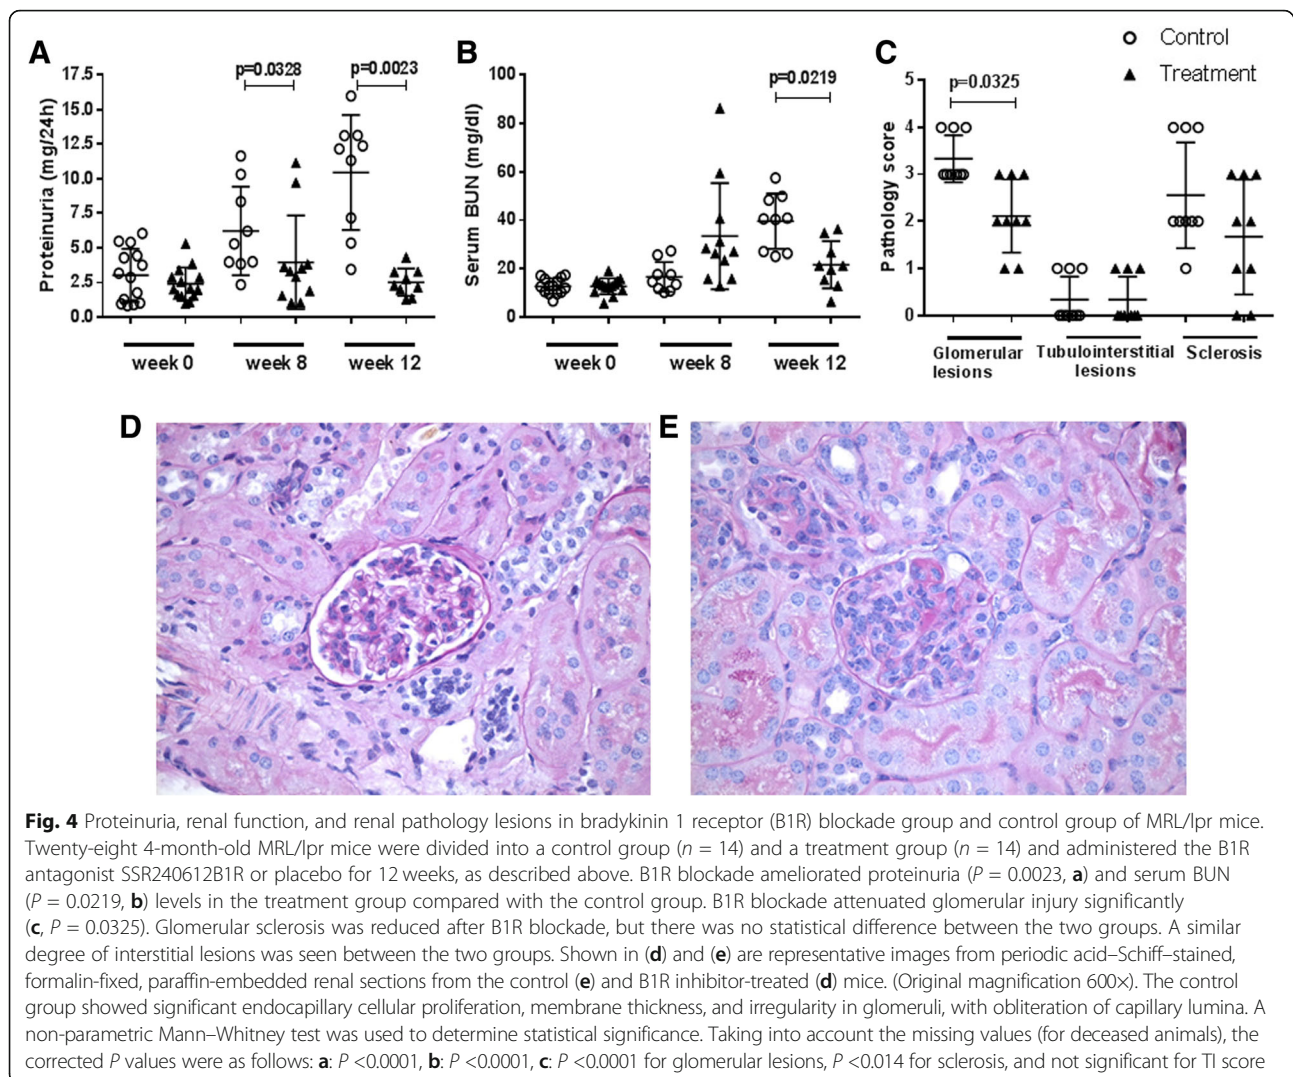 A
B
C
Control
Treatment
Proteinuria (mg/24h)
17.5
15.0
12.5
10.0
7.5
5.0
2.5
0.0
p=0.0328
p=0.0023
week 0
week 8
week 12
Serum BUN (mg/dl)
100
80
60
40
20
0
p=0.0219
week 0
week 8
week 12
Pathology score
5
4
3
2
1
0
p=0.0325
Glomerular
lesions
Tubulointerstitial
lesions
Sclerosis
D
E
Fig. 4 Proteinuria, renal function, and renal pathology lesions in bradykinin 1 receptor (B1R) blockade group and control group of MRL/lpr mice.
Twenty-eight 4-month-old MRL/lpr mice were divided into a control group (n = 14) and a treatment group (n = 14) and administered the B1R
antagonist SSR240612B1R or placebo for 12 weeks, as described above. B1R blockade ameliorated proteinuria (P = 0.0023, a) and serum BUN
(P = 0.0219, b) levels in the treatment group compared with the control group. B1R blockade attenuated glomerular injury significantly
(c, P = 0.0325). Glomerular sclerosis was reduced after B1R blockade, but there was no statistical difference between the two groups. A similar
degree of interstitial lesions was seen between the two groups. Shown in (d) and (e) are representative images from periodic acid–Schiff–stained,
formalin-fixed, paraffin-embedded renal sections from the control (e) and B1R inhibitor-treated (d) mice. (Original magnification 600×). The control
group showed significant endocapillary cellular proliferation, membrane thickness, and irregularity in glomeruli, with obliteration of capillary lumina. A
non-parametric Mann–Whitney test was used to determine statistical significance. Taking into account the missing values (for deceased animals), the
corrected P values were as follows: a: P <0.0001, b: P <0.0001, c: P <0.0001 for glomerular lesions, P <0.014 for sclerosis, and not significant for TI score